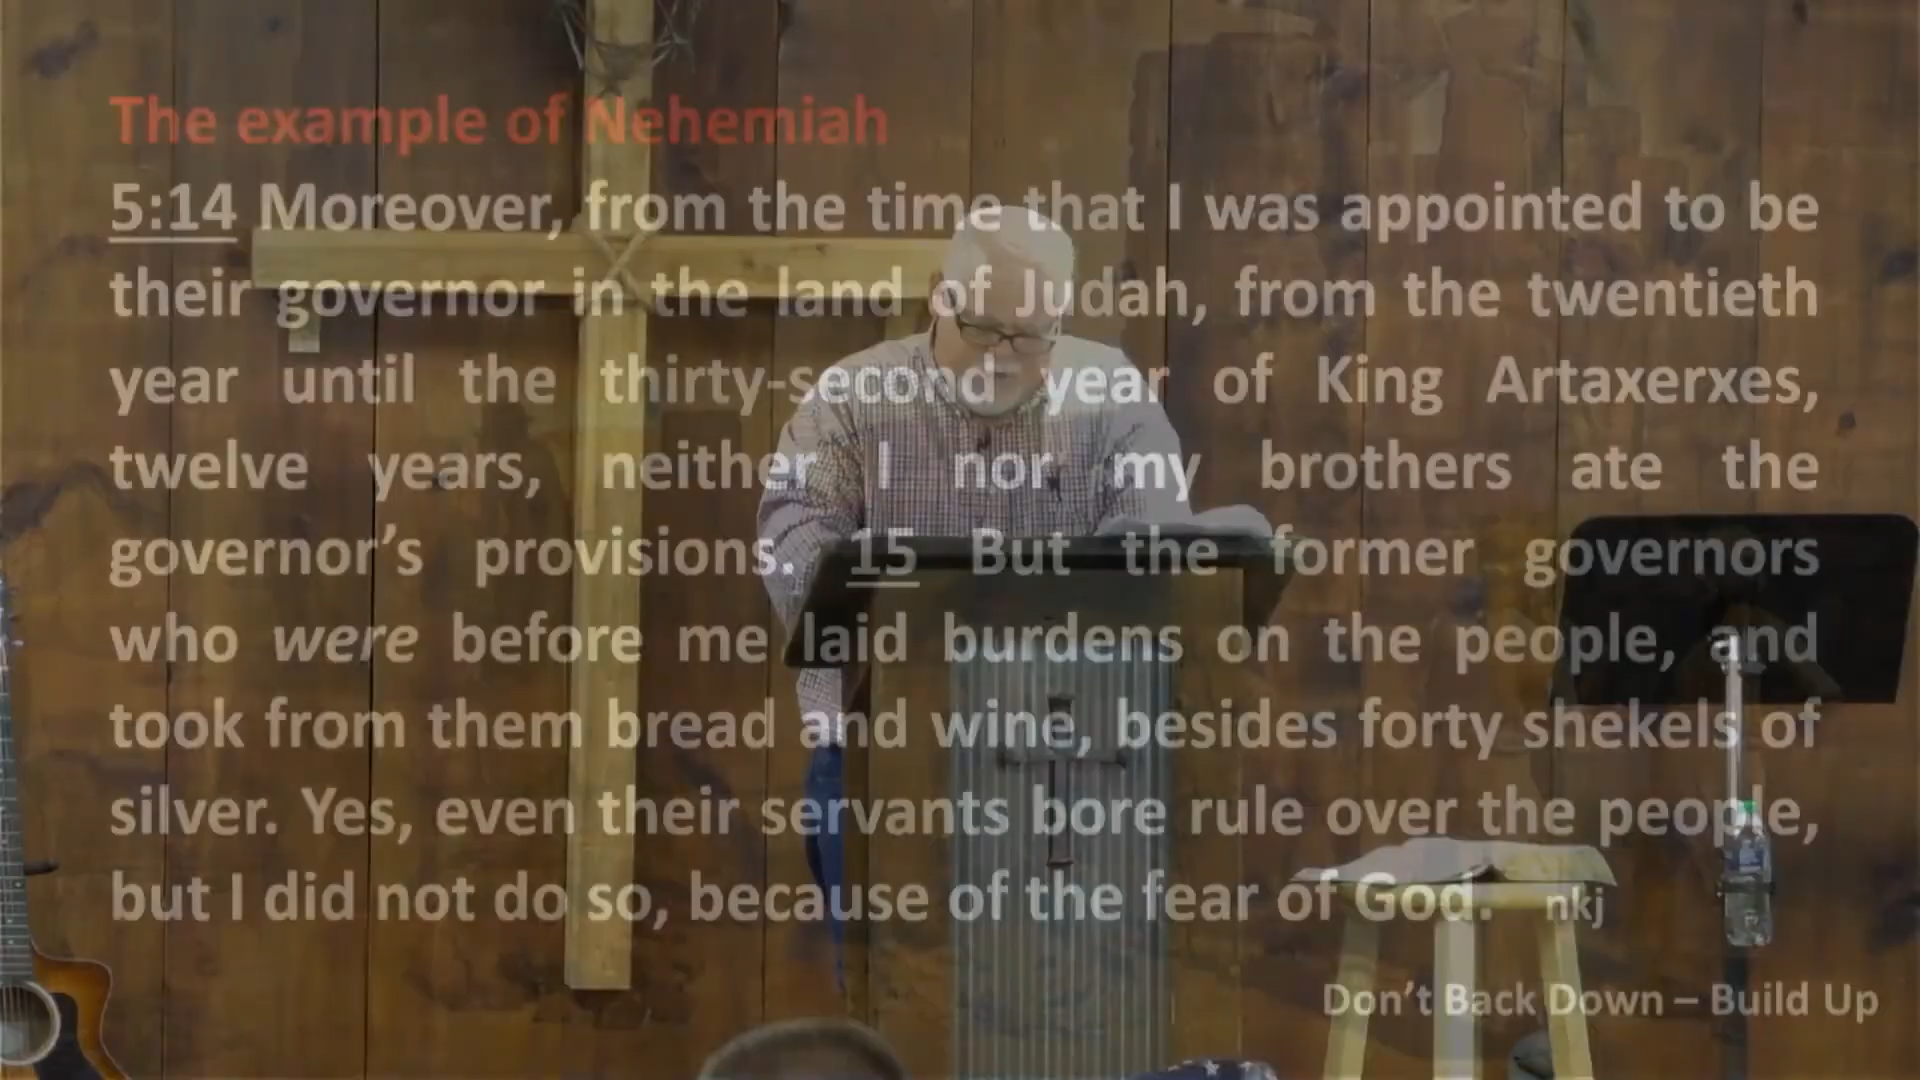 The example of Nehemiah
5:14 Moreover, from the time that I was appointed to be
their governor in the land of Judah, from the twentieth
year until the thirty-second year of King Artaxerxes,
twelve years, neither I nor my brothers ate the
governor’s provisions. 15 But the former governors
who were before me laid burdens on the people, and
took from them bread and wine, besides forty shekels of
silver. Yes, even their servants bore rule over the people,
but I did not do so, because of the fear of God. nkj
Don’t Back Down – Build Up